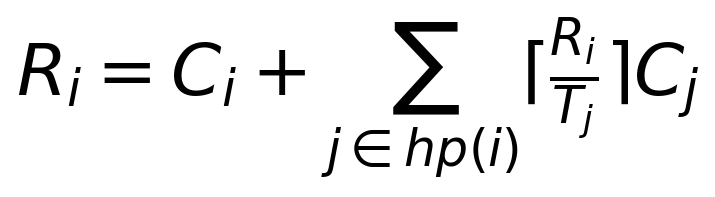 R_i = C_i + \sum_{j \in hp(i)} \lceil \frac{R_i}{T_j} \rceil C_j